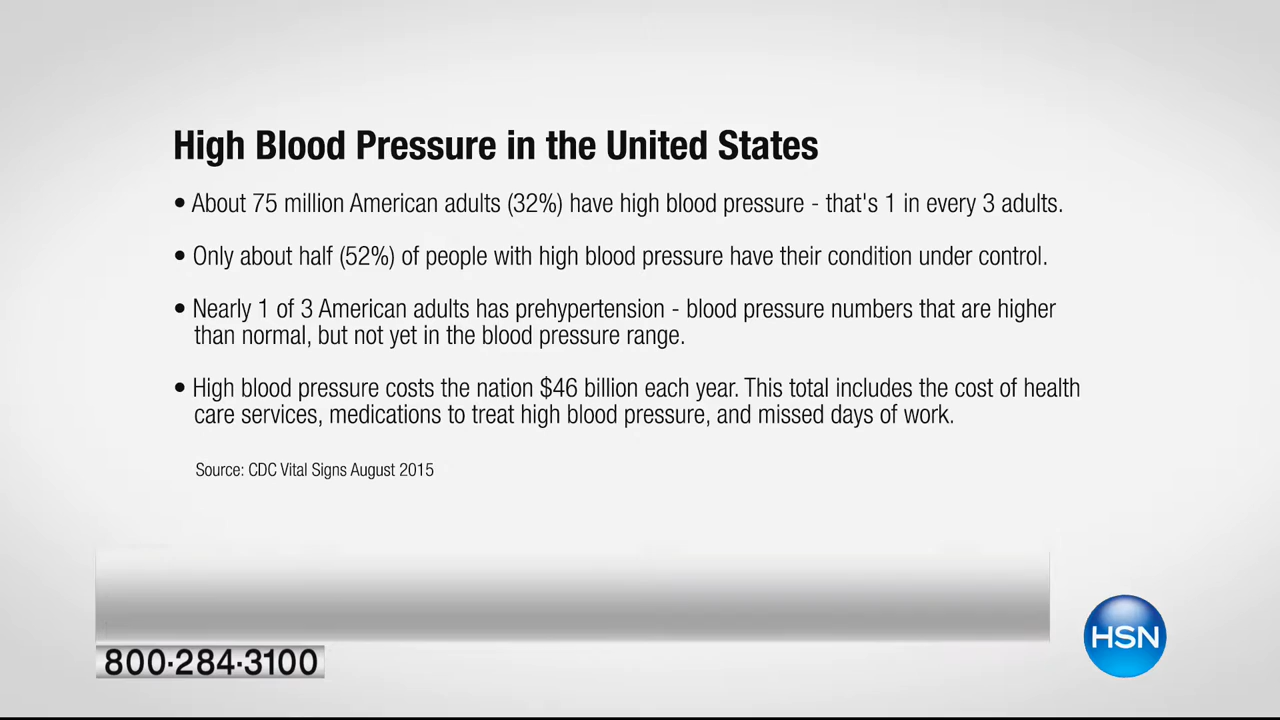 High Blood Pressure in the United States
• About 75 million American adults (32%) have high blood pressure - that's 1 in every 3 adults.
• Only about half (52%) of people with high blood pressure have their condition under control.
• Nearly 1 of 3 American adults has prehypertension - blood pressure numbers that are higher
than normal, but not yet in the blood pressure range.
• High blood pressure costs the nation $46 billion each year. This total includes the cost of health
care services, medications to treat high blood pressure, and missed days of work.
Source: CDC Vital Signs August 2015
HSN
800·284·3100